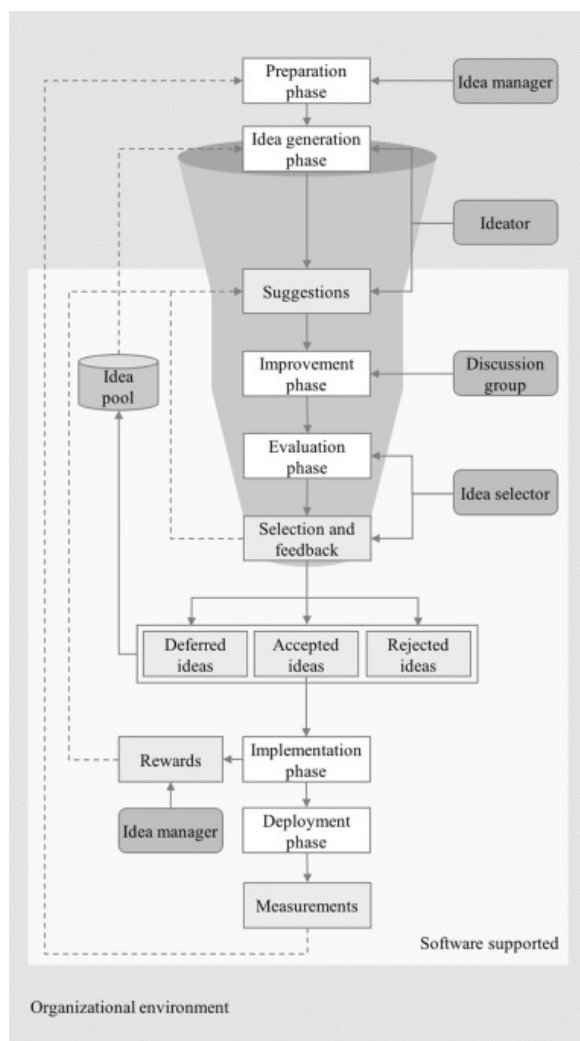 Preparation
phase
Idea manager
Idea generation
phase
Ideator
Suggestions
Idea
pool
Improvement
phase
Discussion
group
Evaluation
phase
Idea selector
Selection and
feedback
Deferred
ideas
Accepted
ideas
Rejected
ideas
Rewards
Implementation
phase
Idea manager
Deployment
phase
Measurements
Software supported
Organizational environment